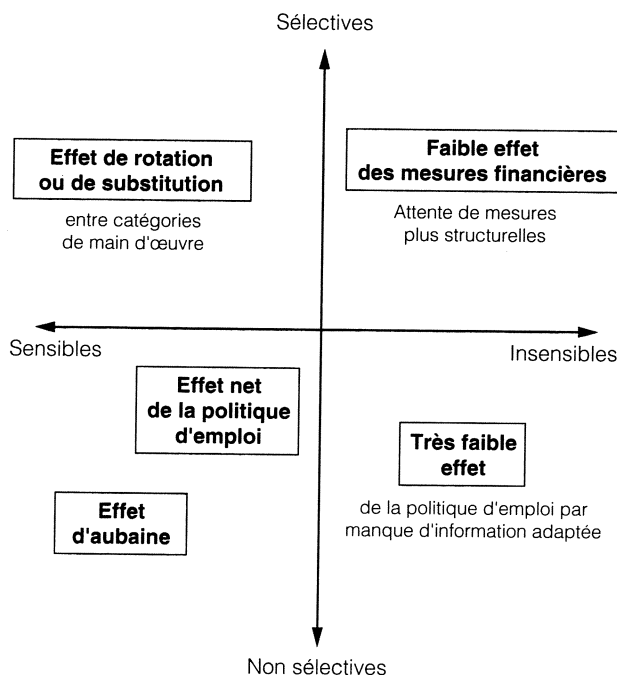 Sélectives
Effet de rotation
ou de substitution
entre catégories
de main d'œuvre
Faible effet
des mesures financières
Attente de mesures
plus structurelles
Sensibles
Insensibles
Effet net
de la politique
d'emploi
Très faible
effet
de la politique d'emploi par
manque d'information adaptée
Effet
d'aubaine
Non sélectives